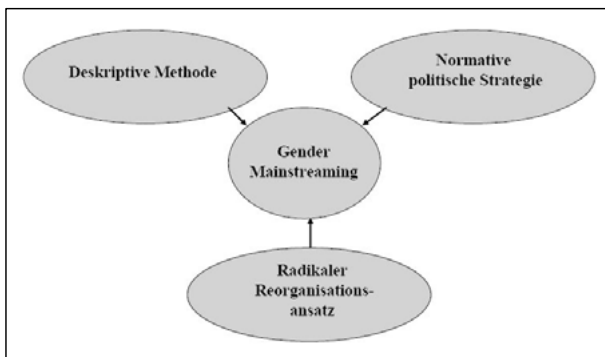 Deskriptive Methode
Normative
politische Strategie
Gender
Mainstreaming
Radikaler
Reorganisations-
ansatz